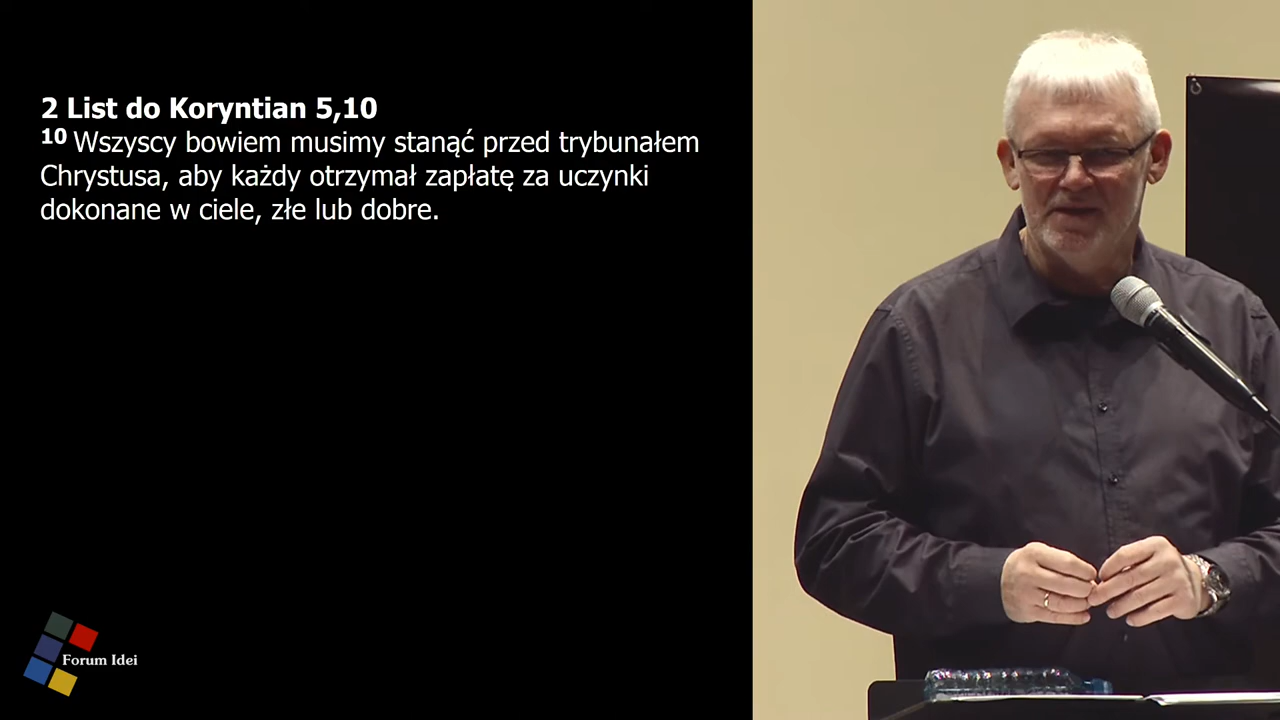 2 List do Koryntian 5,10
10 Wszyscy bowiem musimy stanąć przed trybunałem
Chrystusa, aby każdy otrzymał zapłatę za uczynki
dokonane w ciele, złe lub dobre.
Forum Idei